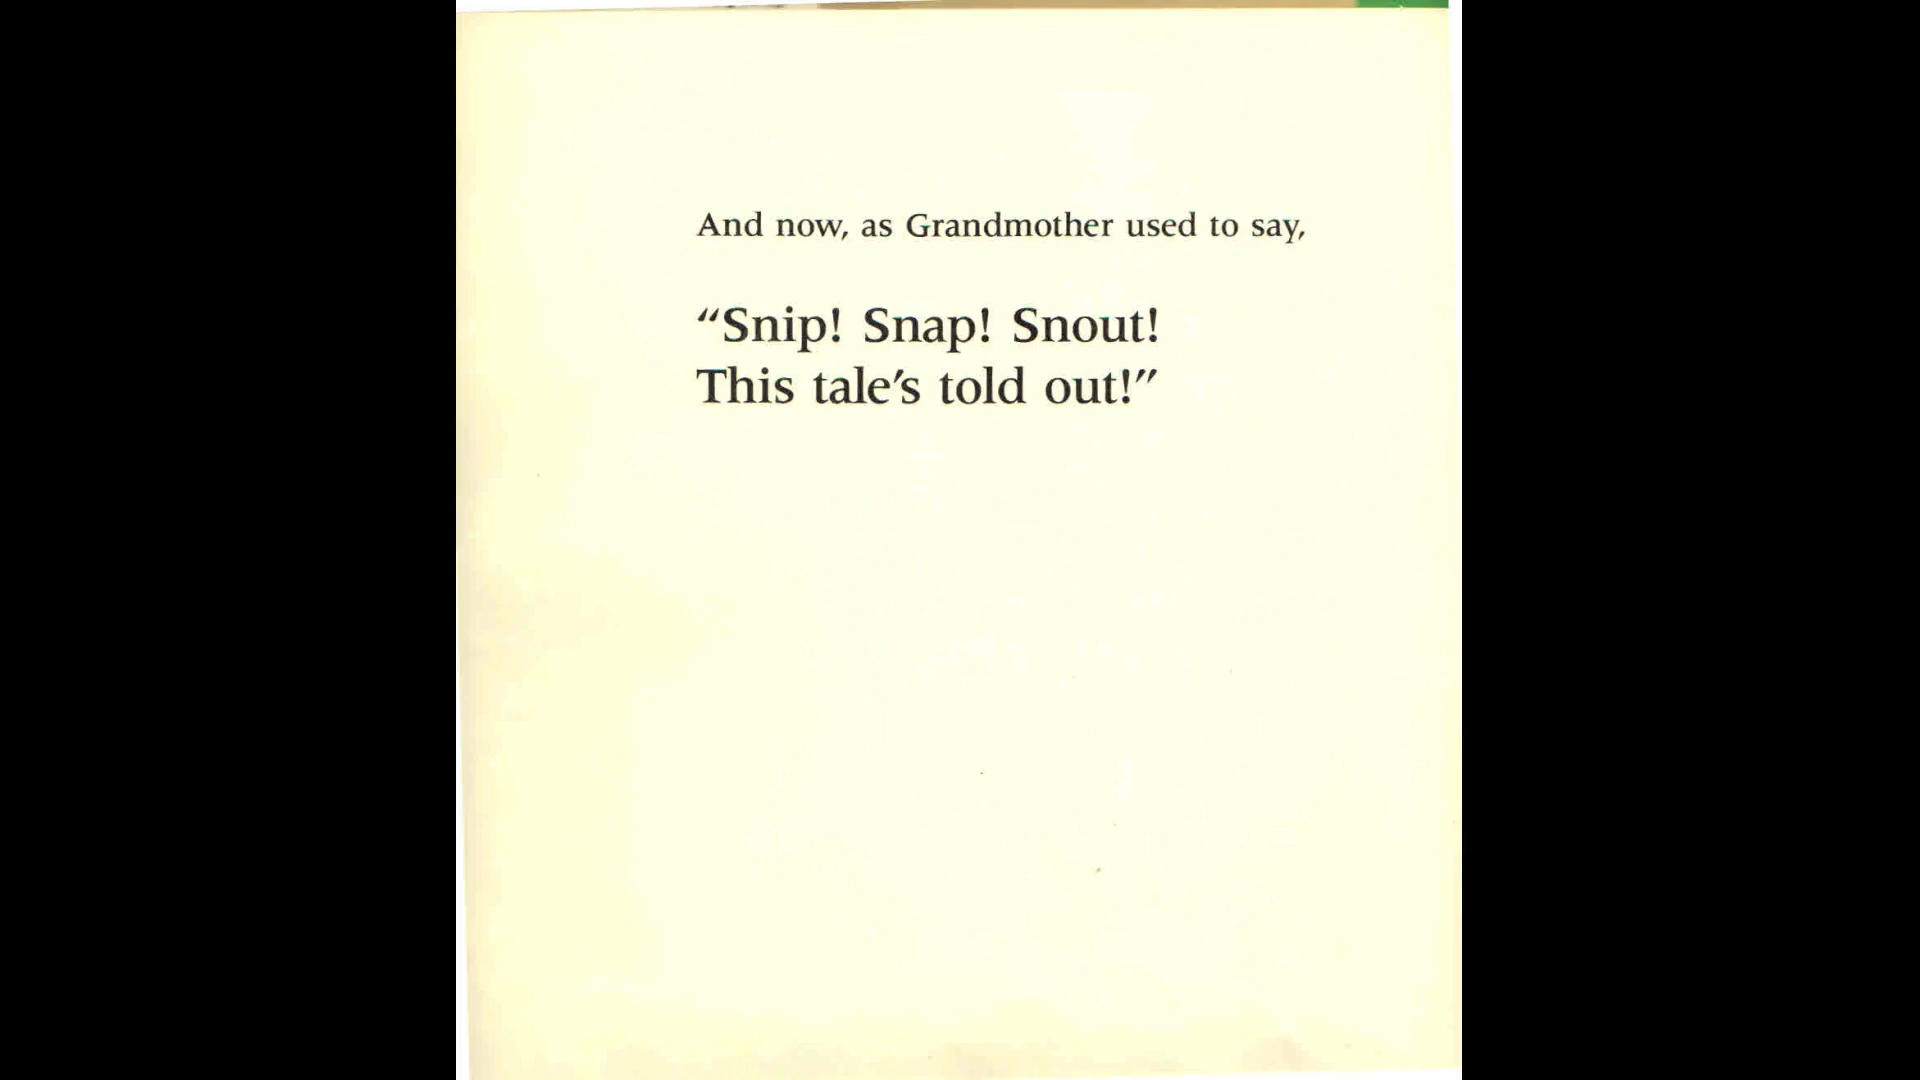 And now, as Grandmother used to say,
“Snip! Snap! Snout!
This tale’s told out!”